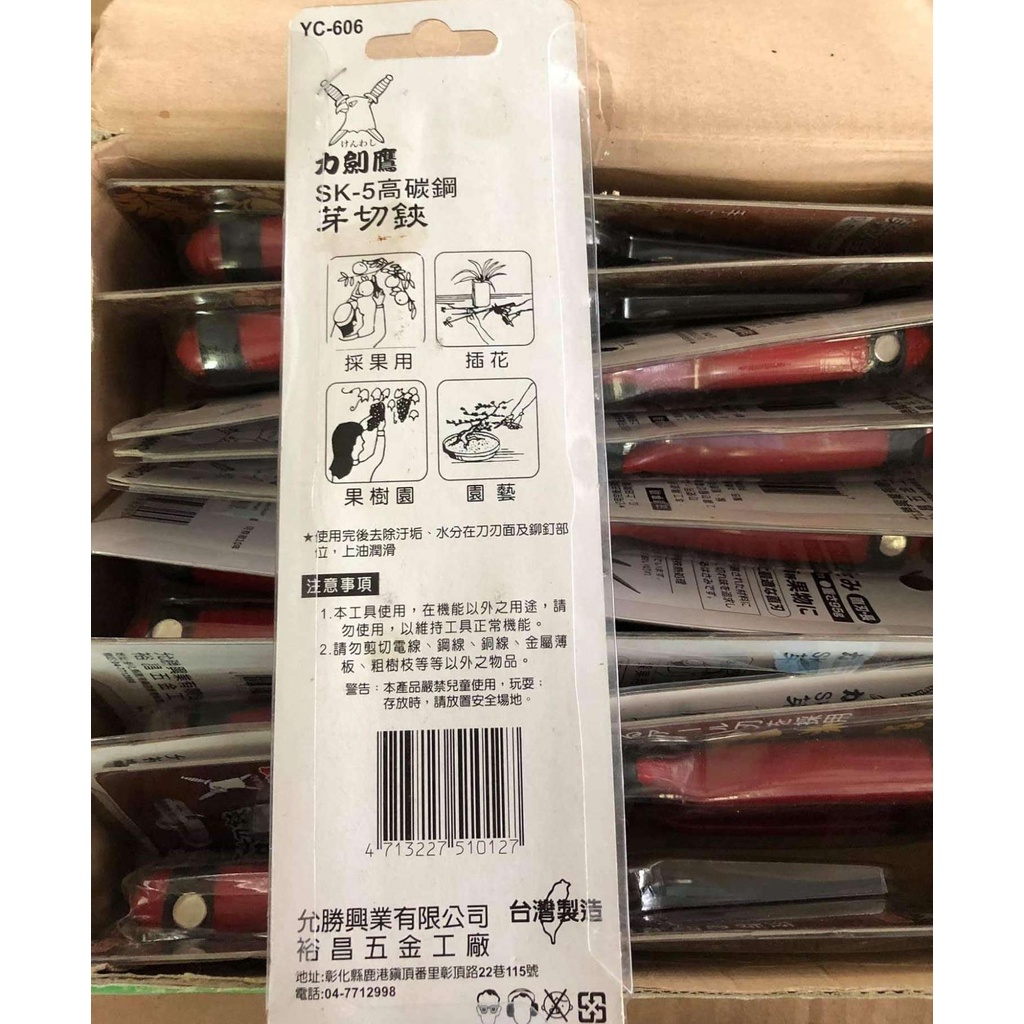 YC-606
けんわし
力劍鷹
SK-5高碳鋼
芽切鋏
採果用
插花
果樹園
園藝
★使用完後去除汙垢、水分在刀刃面及鉚釘部
位，上油潤滑
注意事項
1.本工具使用，在機能以外之用途，請
勿使用，以維持工具正常機能。
2.請勿剪切電線、鋼線、銅線、金屬薄
板、粗樹枝等等以外之物品。
警告：本產品嚴禁兒童使用，玩耍；
存放時，請放置安全場地。
4 713227 510127
允勝興業有限公司
台灣製造
裕昌五金工廠
地址:彰化縣鹿港鎮頂番里彰頂路22巷115號
電話:04-7712998